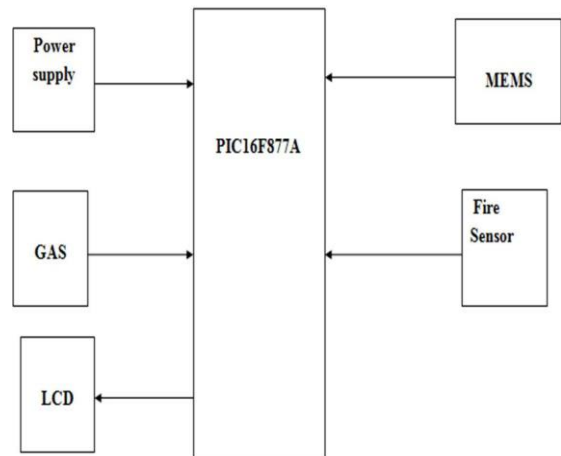 Power
supply
MEMS
PIC16F877A
Fire
Sensor
GAS
LCD